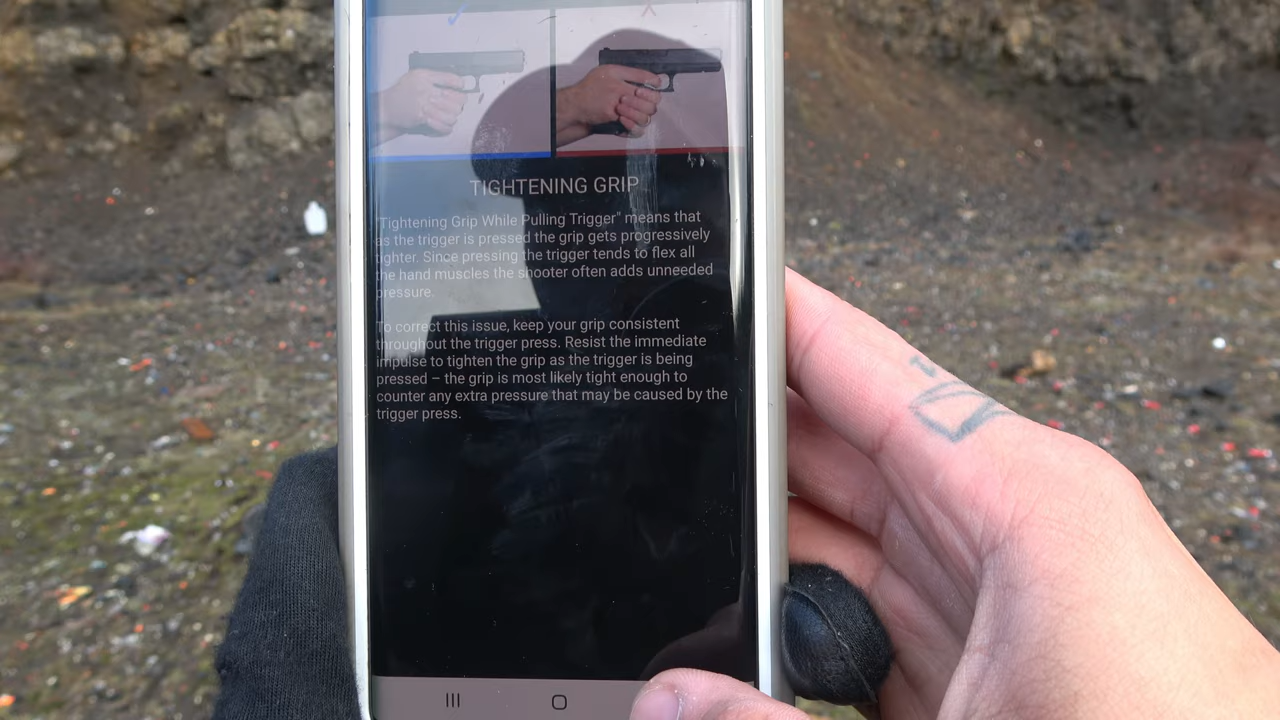 TIGHTENING GRIP
"Tightening Grip While Pulling Trigger" means that
as the trigger is pressed the grip gets progressively
tighter. Since pressing the trigger tends to flex all
the hand muscles the shooter often adds unneeded
pressure.
To correct this issue, keep your grip consistent
throughout the trigger press. Resist the immediate
impulse to tighten the grip as the trigger is being
pressed – the grip is most likely tight enough to
counter any extra pressure that may be caused by the
trigger press.